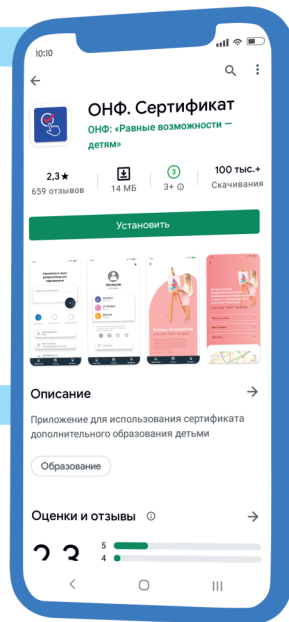 10:10
ОНФ. Сертификат
ОНФ: «Равные возможности —
детям»
2,3★
659 отзывов
14 МБ
3
3+
100 тыс.+
Скачивания
Установить
Описание
Приложение для использования сертификата
дополнительного образования детьми
Образование
Оценки и отзывы
2,3
5
4